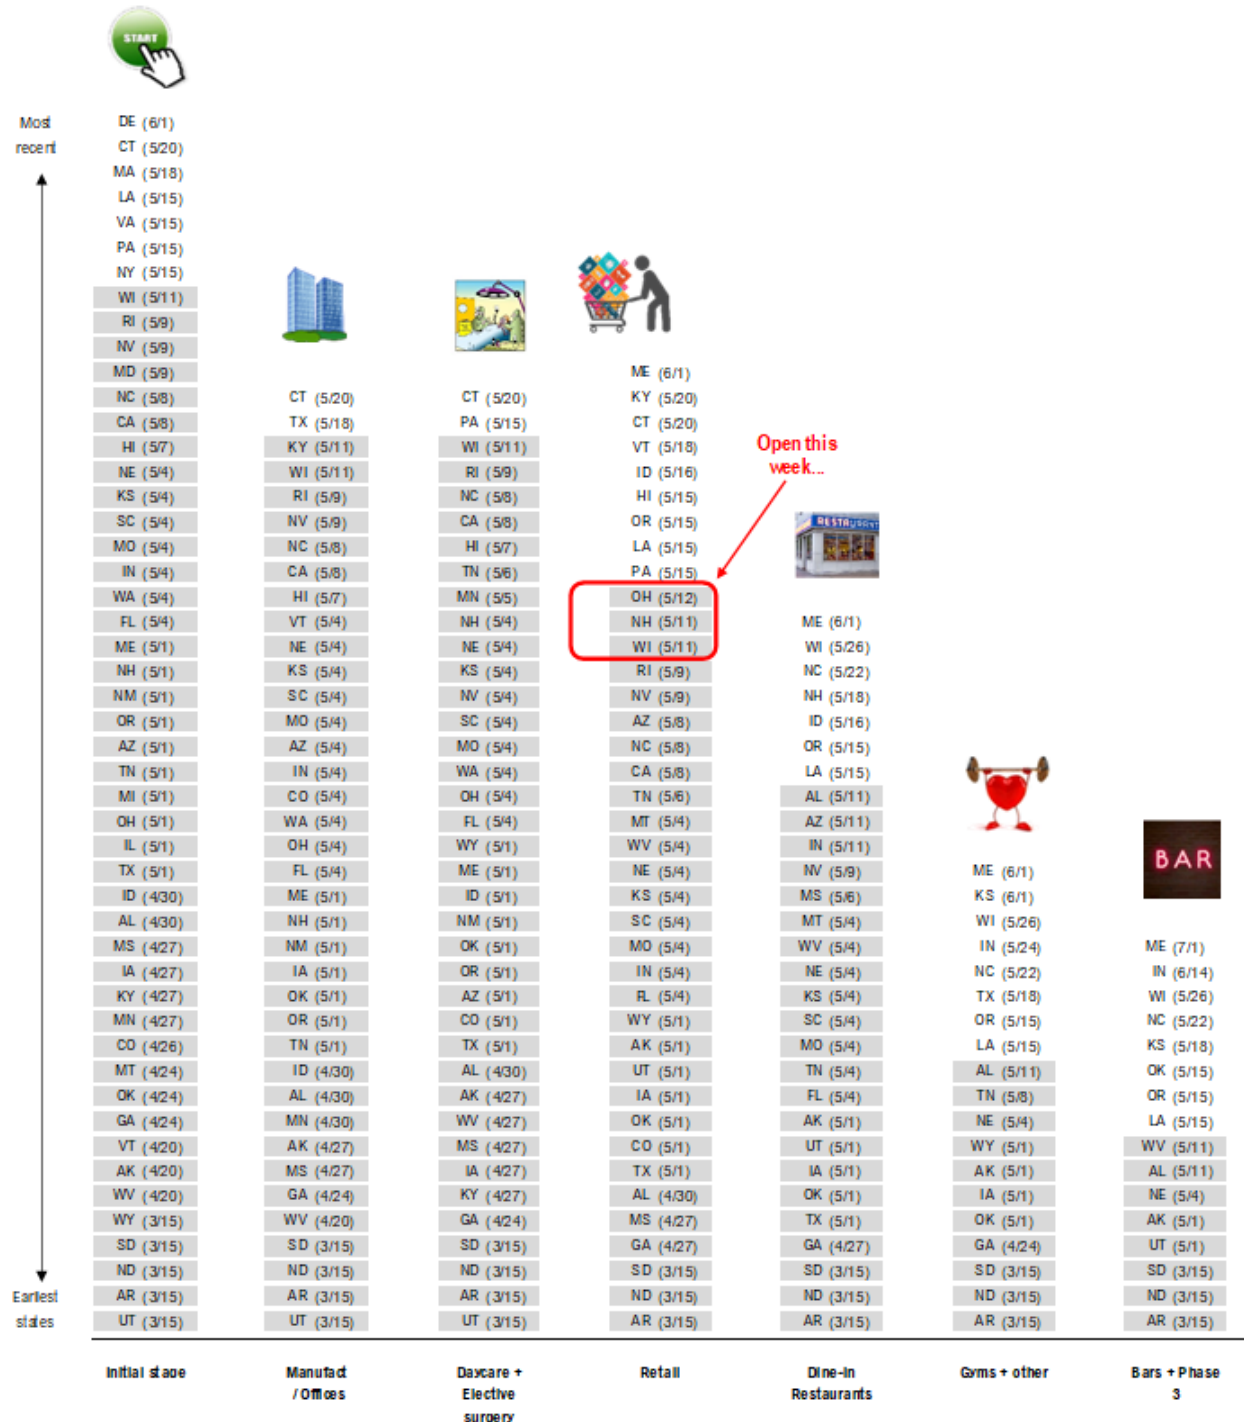 START
Most
recent
Earliest
states
DE (6/1)
CT (5/20)
MA (5/18)
LA (5/15)
VA (5/15)
PA (5/15)
NY (5/15)
WI (5/11)
RI (5/9)
NV (5/9)
MD (5/9)
NC (5/8)
CA (5/8)
HI (5/7)
NE (5/4)
KS (5/4)
SC (5/4)
MO (5/4)
IN (5/4)
WA (5/4)
FL (5/4)
ME (5/1)
NH (5/1)
NM (5/1)
OR (5/1)
AZ (5/1)
TN (5/1)
MI (5/1)
OH (5/1)
IL (5/1)
TX (5/1)
ID (4/30)
AL (4/30)
MS (4/27)
IA (4/27)
KY (4/27)
MN (4/27)
CO (4/26)
MT (4/24)
OK (4/24)
GA (4/24)
VT (4/20)
AK (4/20)
WV (4/20)
WY (3/15)
SD (3/15)
ND (3/15)
AR (3/15)
UT (3/15)
Initial stage
CT (5/20)
TX (5/18)
KY (5/11)
WI (5/11)
RI (5/9)
NV (5/9)
NC (5/8)
CA (5/8)
HI (5/7)
VT (5/4)
NE (5/4)
KS (5/4)
SC (5/4)
MO (5/4)
AZ (5/4)
IN (5/4)
CO (5/4)
WA (5/4)
OH (5/4)
FL (5/4)
ME (5/1)
NH (5/1)
NM (5/1)
IA (5/1)
OK (5/1)
OR (5/1)
TN (5/1)
ID (4/30)
AL (4/30)
MN (4/30)
AK (4/27)
MS (4/27)
GA (4/24)
WV (4/20)
SD (3/15)
ND (3/15)
AR (3/15)
UT (3/15)
Manufact
/ Offices
CT (5/20)
PA (5/15)
WI (5/11)
RI (5/9)
NC (5/8)
CA (5/8)
HI (5/7)
TN (5/6)
MN (5/5)
NH (5/4)
NE (5/4)
KS (5/4)
NV (5/4)
SC (5/4)
MO (5/4)
WA (5/4)
OH (5/4)
FL (5/4)
WY (5/1)
ME (5/1)
ID (5/1)
NM (5/1)
OK (5/1)
OR (5/1)
AZ (5/1)
CO (5/1)
TX (5/1)
AL (4/30)
AK (4/27)
WV (4/27)
MS (4/27)
IA (4/27)
KY (4/27)
GA (4/24)
SD (3/15)
ND (3/15)
AR (3/15)
UT (3/15)
Daycare +
Elective
surgery
ME (6/1)
KY (5/20)
CT (5/20)
VT (5/18)
ID (5/16)
HI (5/15)
OR (5/15)
LA (5/15)
PA (5/15)
OH (5/12)
NH (5/11)
WI (5/11)
RI (5/9)
NV (5/9)
AZ (5/8)
NC (5/8)
CA (5/8)
TN (5/6)
MT (5/4)
WV (5/4)
NE (5/4)
KS (5/4)
SC (5/4)
MO (5/4)
IN (5/4)
FL (5/4)
WY (5/1)
AK (5/1)
UT (5/1)
IA (5/1)
OK (5/1)
CO (5/1)
TX (5/1)
AL (4/30)
MS (4/27)
GA (4/27)
SD (3/15)
ND (3/15)
AR (3/15)
Retail
Open this
week...
RESTAURANT
ME (6/1)
WI (5/26)
NC (5/22)
NH (5/18)
ID (5/16)
OR (5/15)
LA (5/15)
AL (5/11)
AZ (5/11)
IN (5/11)
NV (5/9)
MS (5/6)
MT (5/4)
WV (5/4)
NE (5/4)
KS (5/4)
SC (5/4)
MO (5/4)
TN (5/4)
FL (5/4)
AK (5/1)
UT (5/1)
IA (5/1)
OK (5/1)
TX (5/1)
GA (4/27)
SD (3/15)
ND (3/15)
AR (3/15)
Dine-in
Restaurants
ME (6/1)
KS (6/1)
WI (5/26)
IN (5/24)
NC (5/22)
TX (5/18)
OR (5/15)
LA (5/15)
AL (5/11)
TN (5/8)
NE (5/4)
WY (5/1)
AK (5/1)
IA (5/1)
OK (5/1)
GA (4/24)
SD (3/15)
ND (3/15)
AR (3/15)
Gyms + other
BAR
ME (7/1)
IN (6/14)
WI (5/26)
NC (5/22)
KS (5/18)
OK (5/15)
OR (5/15)
LA (5/15)
WV (5/11)
AL (5/11)
NE (5/4)
AK (5/1)
UT (5/1)
SD (3/15)
ND (3/15)
AR (3/15)
Bars + Phase
3